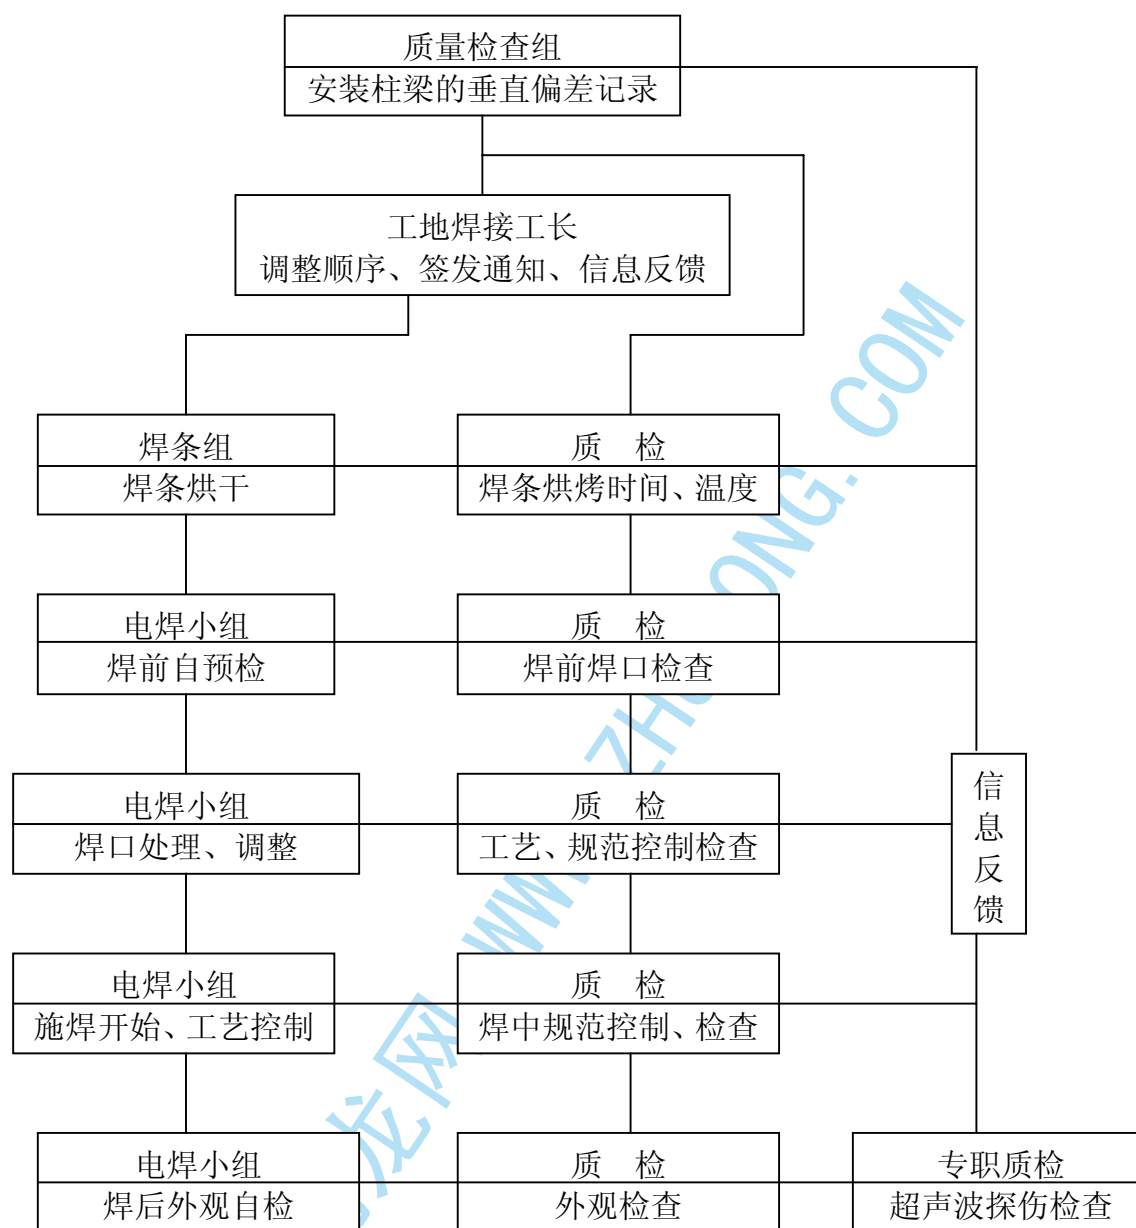 质量检查组
安装柱梁的垂直偏差记录
工地焊接工长
调整顺序、签发通知、信息反馈
焊条组
焊条烘干
质 检
焊条烘烤时间、温度
电焊小组
焊前自预检
质 检
焊前焊口检查
电焊小组
焊口处理、调整
质 检
工艺、规范控制检查
信息反馈
电焊小组
施焊开始、工艺控制
质 检
焊中规范控制、检查
电焊小组
焊后外观自检
质 检
外观检查
专职质检
超声波探伤检查
龙网 WWW.ZHULONG.COM